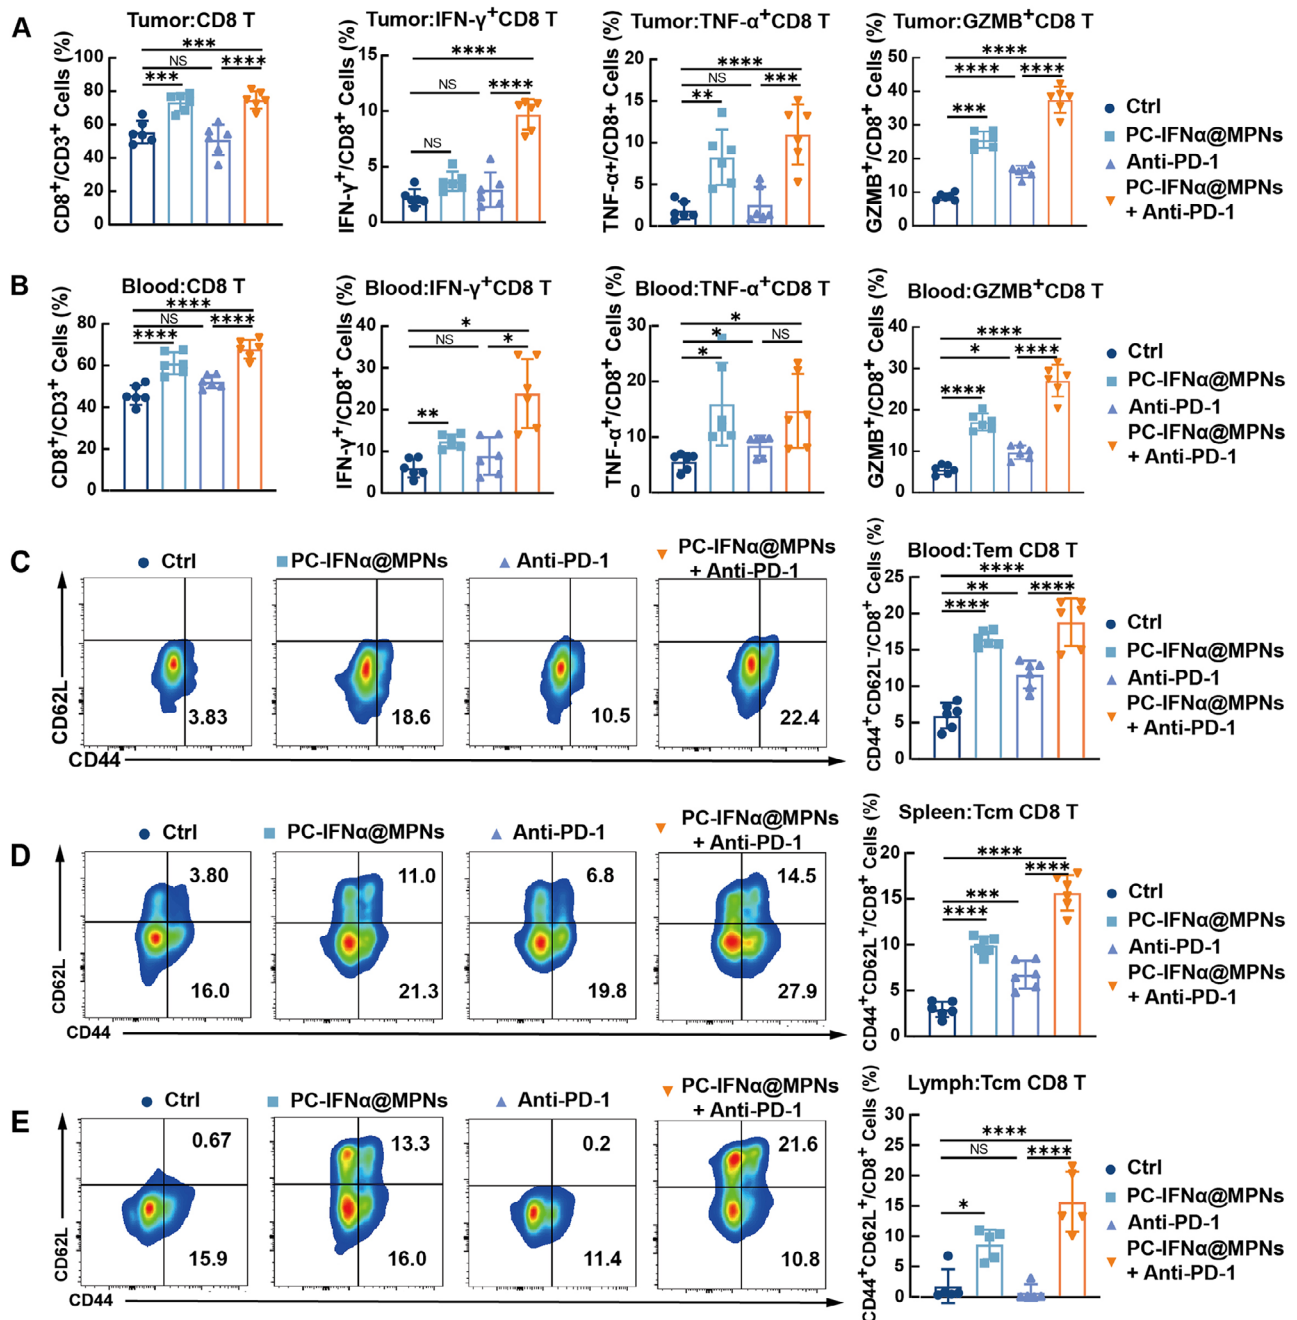 A
Tumor:CD8 T
CD8⁺/CD3⁺ Cells (%)
100
80
60
40
20
0
***
NS
***
****
Tumor:IFN-γ⁺CD8 T
IFN-γ⁺/CD8⁺ Cells (%)
15
10
5
0
****
NS
****
NS
Tumor:TNF-α⁺CD8 T
TNF-α+/CD8+ Cells (%)
20
15
10
5
0
****
NS
***
**
Tumor:GZMB⁺CD8 T
GZMB⁺/CD8⁺ Cells (%)
50
40
30
20
10
0
****
****
****
***
Ctrl
PC-IFNα@MPNs
Anti-PD-1
PC-IFNα@MPNs
+ Anti-PD-1
B
Blood:CD8 T
CD8⁺/CD3⁺ Cells (%)
80
60
40
20
0
****
NS
****
****
Blood:IFN-γ⁺CD8 T
IFN-γ⁺/CD8⁺ Cells (%)
40
30
20
10
0
*
NS
*
**
Blood:TNF-α⁺CD8 T
TNF-α⁺/CD8⁺ Cells (%)
30
20
10
0
*
*
NS
*
Blood:GZMB⁺CD8 T
GZMB⁺/CD8⁺ Cells (%)
40
30
20
10
0
****
*
****
****
Ctrl
PC-IFNα@MPNs
Anti-PD-1
PC-IFNα@MPNs
+ Anti-PD-1
C
Ctrl
PC-IFNα@MPNs
Anti-PD-1
PC-IFNα@MPNs
+ Anti-PD-1
CD62L
3.83
18.6
10.5
22.4
CD44
Blood:Tem CD8 T
CD44⁺CD62L⁻/CD8⁺ Cells (%)
25
20
15
10
5
0
****
**
****
****
Ctrl
PC-IFNα@MPNs
Anti-PD-1
PC-IFNα@MPNs
+ Anti-PD-1
D
Ctrl
PC-IFNα@MPNs
Anti-PD-1
PC-IFNα@MPNs
+ Anti-PD-1
CD62L
3.80
11.0
6.8
14.5
16.0
21.3
19.8
27.9
CD44
Spleen:Tcm CD8 T
CD44⁺CD62L⁺/CD8⁺ Cells (%)
20
15
10
5
0
****
****
***
****
Ctrl
PC-IFNα@MPNs
Anti-PD-1
PC-IFNα@MPNs
+ Anti-PD-1
E
Ctrl
PC-IFNα@MPNs
Anti-PD-1
PC-IFNα@MPNs
+ Anti-PD-1
CD62L
0.67
13.3
0.2
21.6
15.9
16.0
11.4
10.8
CD44
Lymph:Tcm CD8 T
CD44⁺CD62L⁺/CD8⁺ Cells (%)
30
25
20
15
10
5
0
****
NS
****
*
Ctrl
PC-IFNα@MPNs
Anti-PD-1
PC-IFNα@MPNs
+ Anti-PD-1